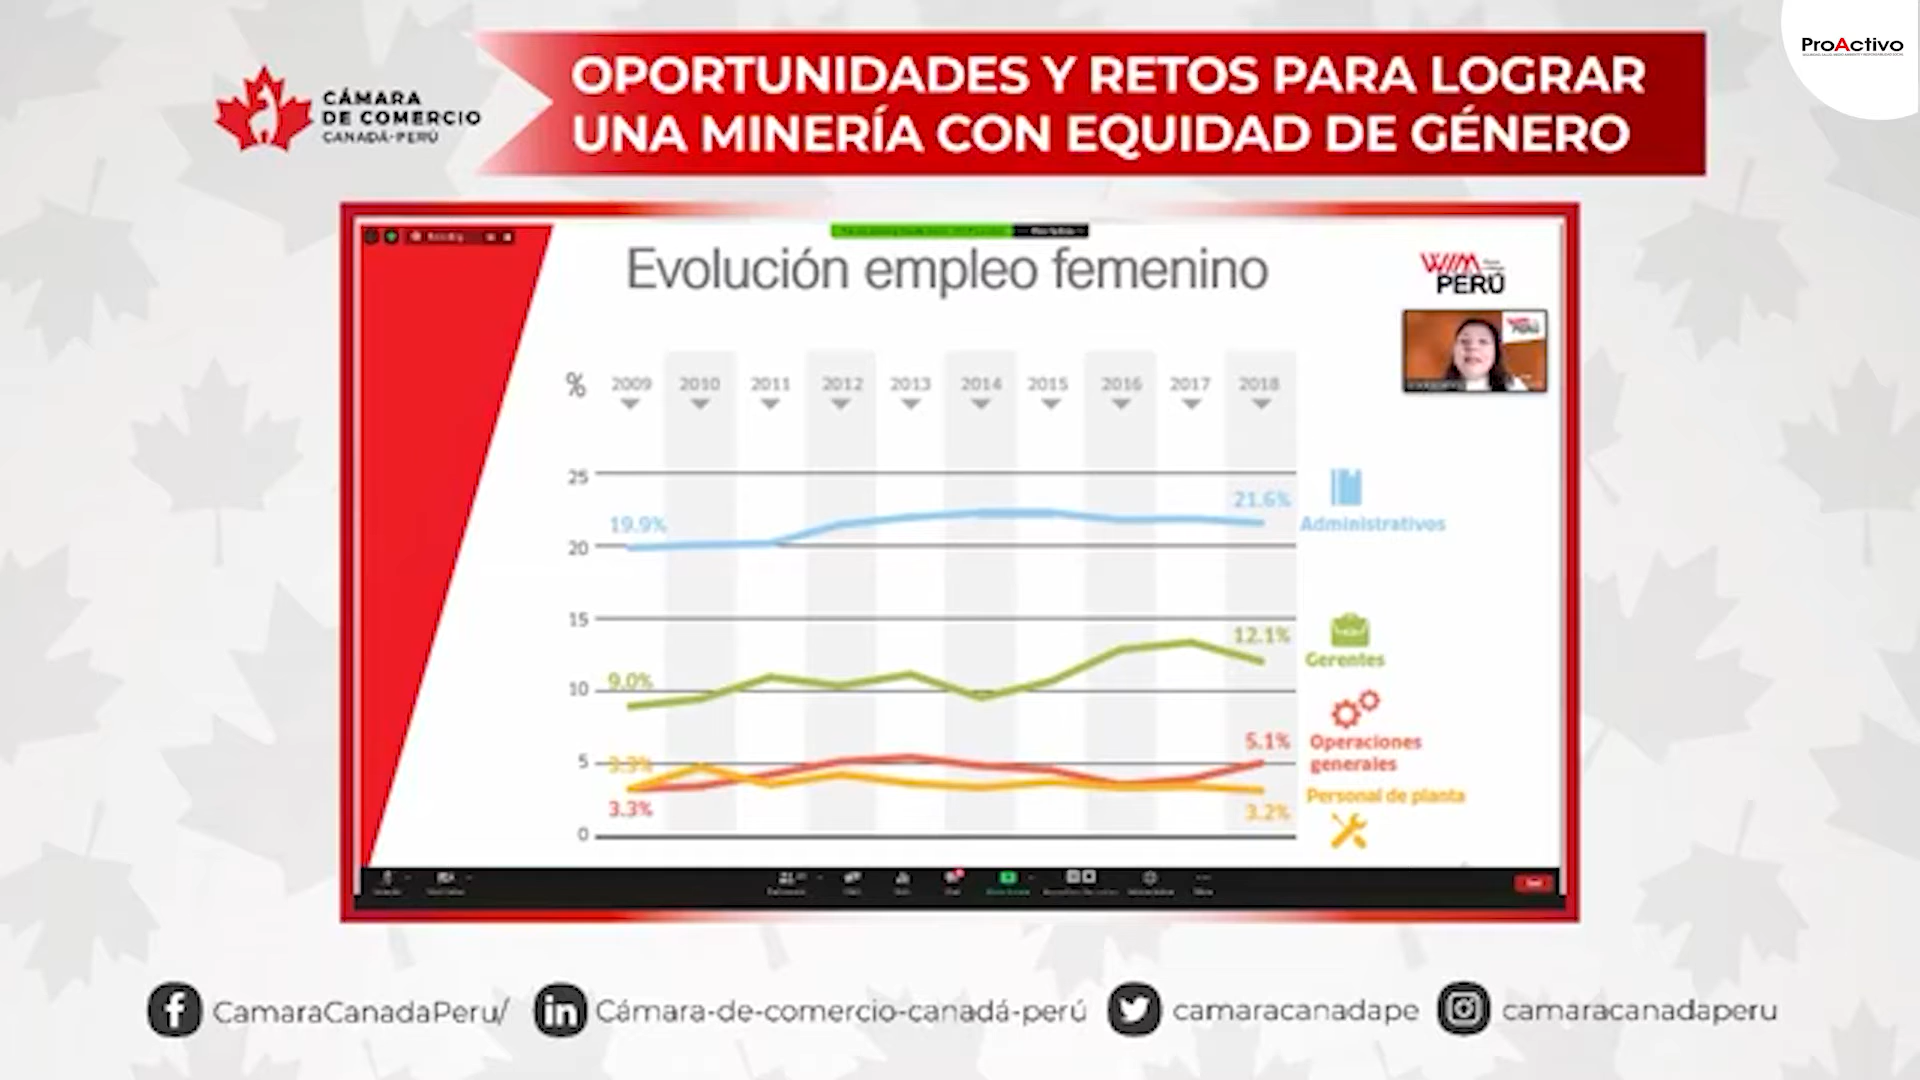 ProActivo
OPORTUNIDADES Y RETOS PARA LOGRAR
UNA MINERÍA CON EQUIDAD DE GÉNERO
CÁMARA
DE COMERCIO
CANADÁ-PERÚ
Evolución empleo femenino
WIM
PERÚ
% 2009 2010 2011 2012 2013 2014 2015 2016 2017 2018
25
19.9% 21.6% Administrativos
20
15
12.1%
Gerentes
9.0%
10
5.1% Operaciones
generales
5 3.3%
Personal de planta
3.3% 3.2%
0
CamaraCanadaPeru/ Cámara-de-comercio-canadá-perú camaracanadape camaracanadaperu